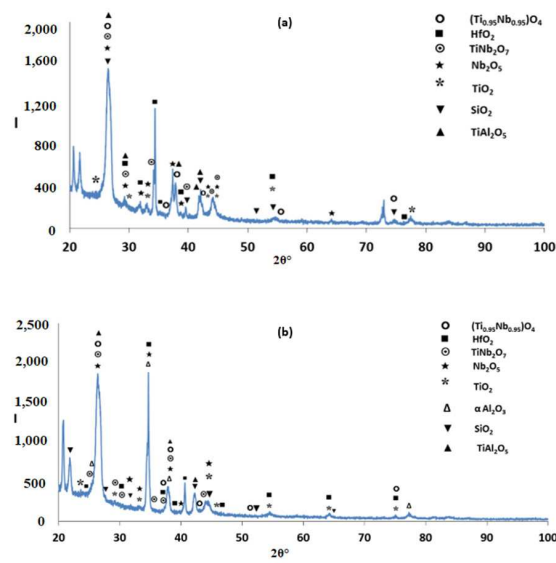 (a)
2,000
1,600
1,200
800
400
0
I
20 30 40 50 60 70 80 90 100
2θ°
(Ti0.95Nb0.95)O4
HfO2
TiNb2O7
Nb2O5
TiO2
SiO2
TiAl2O5
(b)
2,500
2,000
1,500
1,000
500
0
I
20 30 40 50 60 70 80 90 100
2θ°
(Ti0.95Nb0.95)O4
HfO2
TiNb2O7
Nb2O5
TiO2
α Al2O3
SiO2
TiAl2O5